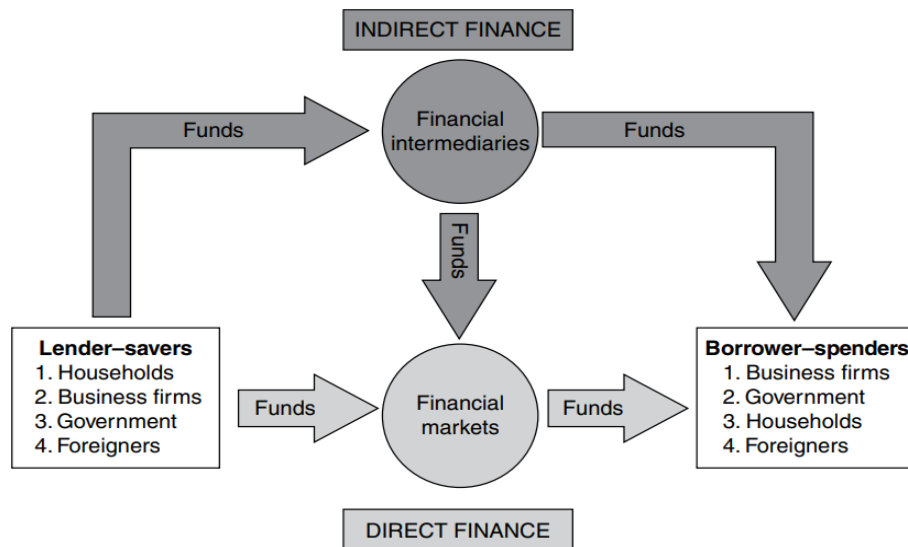 INDIRECT FINANCE
Funds
Financial
intermediaries
Funds
Funds
Lender–savers
1. Households
2. Business firms
3. Government
4. Foreigners
Funds
Financial
markets
Funds
Borrower–spenders
1. Business firms
2. Government
3. Households
4. Foreigners
DIRECT FINANCE